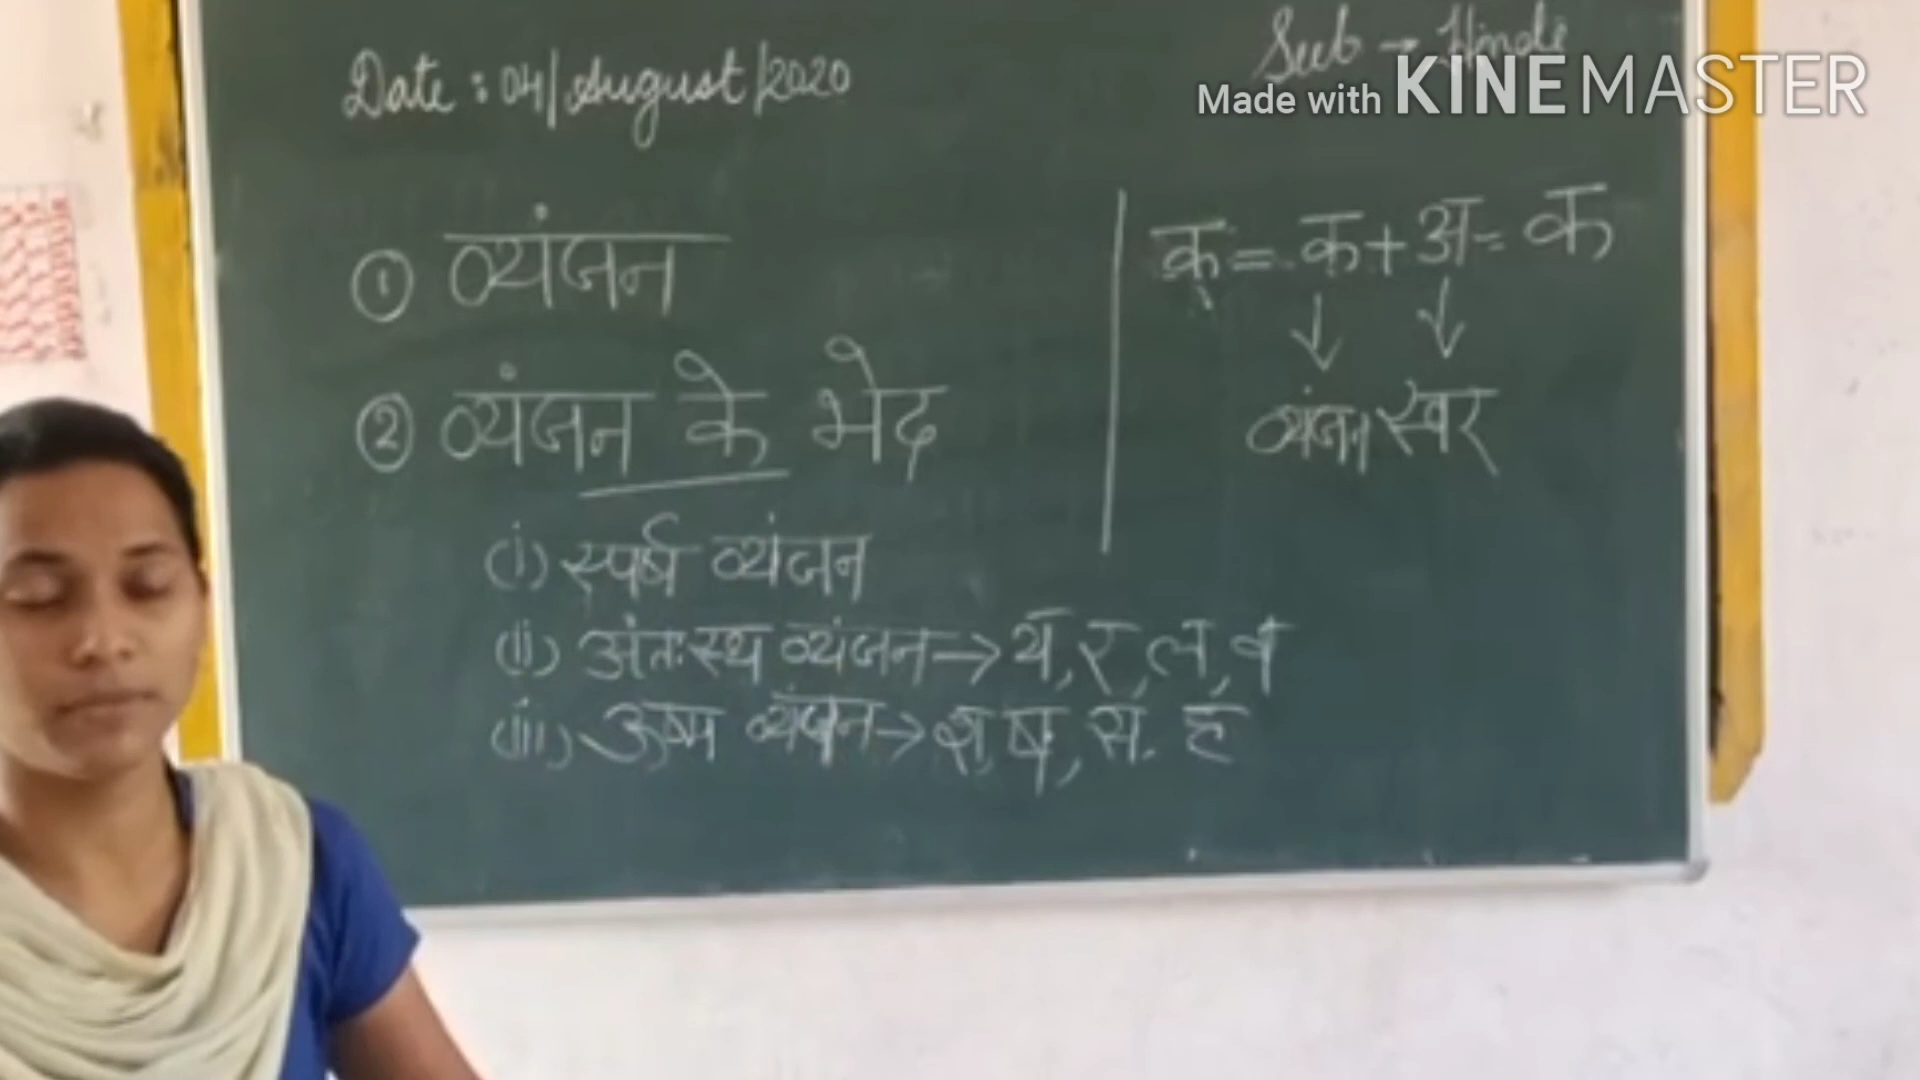 Date : 04/August/2020
Sub → Hindi
Made with KINEMASTER
① व्यंजन
② व्यंजन के भेद
(i) स्पर्ष व्यंजन
(ii) अंतःस्थ व्यंजन → य, र, ल, व
(iii) ऊष्म व्यंजन → श, ष, स, ह
क् = क + अ = क
↓ ↓
व्यंजन स्वर